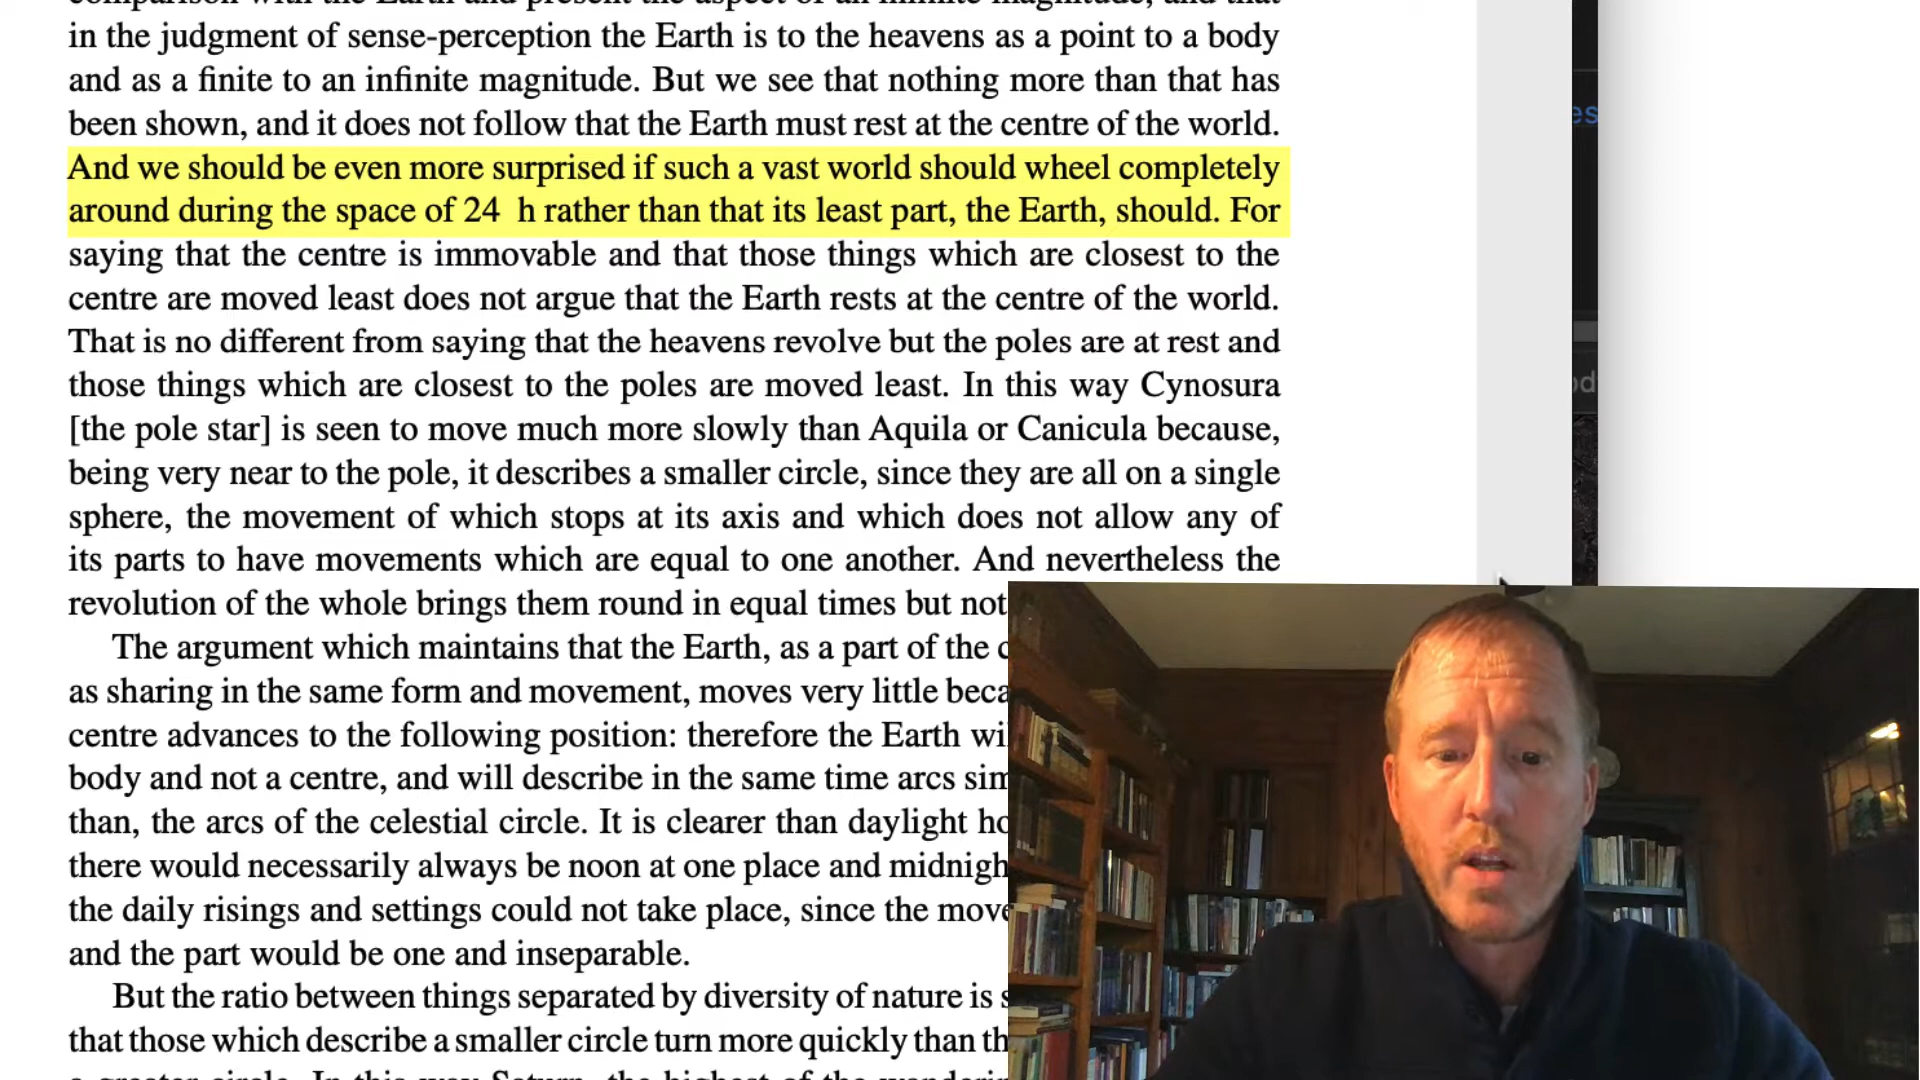 in the judgment of sense-perception the Earth is to the heavens as a point to a body
and as a finite to an infinite magnitude. But we see that nothing more than that has
been shown, and it does not follow that the Earth must rest at the centre of the world.
And we should be even more surprised if such a vast world should wheel completely
around during the space of 24 h rather than that its least part, the Earth, should. For
saying that the centre is immovable and that those things which are closest to the
centre are moved least does not argue that the Earth rests at the centre of the world.
That is no different from saying that the heavens revolve but the poles are at rest and
those things which are closest to the poles are moved least. In this way Cynosura
[the pole star] is seen to move much more slowly than Aquila or Canicula because,
being very near to the pole, it describes a smaller circle, since they are all on a single
sphere, the movement of which stops at its axis and which does not allow any of
its parts to have movements which are equal to one another. And nevertheless the
revolution of the whole brings them round in equal times but not
The argument which maintains that the Earth, as a part of the
as sharing in the same form and movement, moves very little
centre advances to the following position: therefore the Earth
body and not a centre, and will describe in the same time arcs
than, the arcs of the celestial circle. It is clearer than daylight
there would necessarily always be noon at one place and
the daily risings and settings could not take place, since the
and the part would be one and inseparable.
But the ratio between things separated by diversity of nature is
that those which describe a smaller circle turn more quickly than